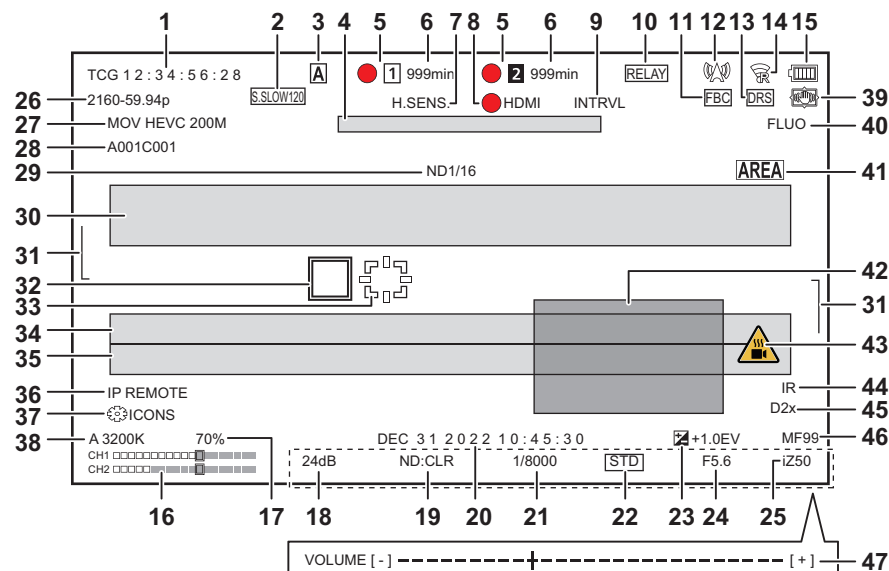 1 2 3 4 5 6 7 8 5 6 9 10 11 12 13 14 15
TCG 12:34:56:28 A 1 999min 2 999min RELAY
26 2160-59.94p S.SLOW120 H.SENS. HDMI INTRVL FBC DRS 39
27 MOV HEVC 200M FLUO 40
28 A001C001
29 ND1/16 AREA 41
30
31
32 42
33 31
34
35 43
36 IP REMOTE IR 44
37 ICONS D2x 45
38 A 3200K 70% DEC 31 2022 10:45:30 +1.0EV MF99 46
CH1
CH2 24dB ND:CLR 1/8000 STD F5.6 iZ50
16 17 18 19 20 21 22 23 24 25
VOLUME [ - ] [ + ] 47